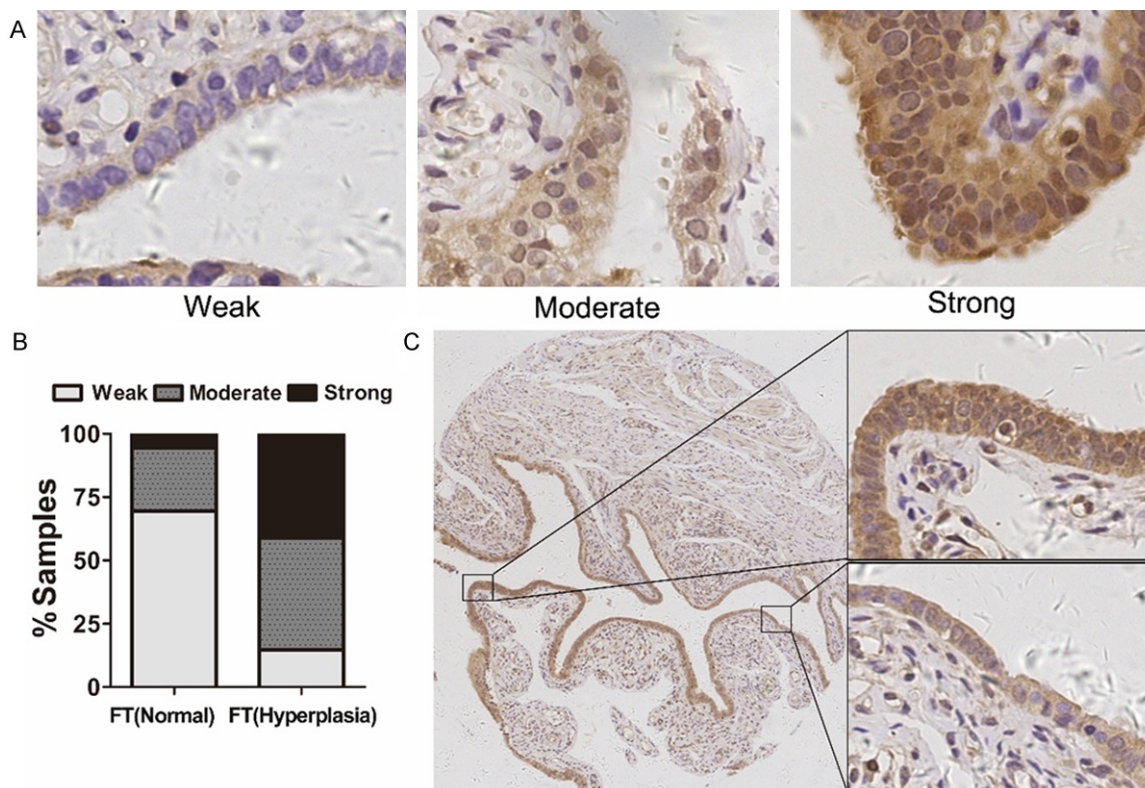 A
Weak
Moderate
Strong
B
Weak Moderate Strong
100
75
50
25
0
% Samples
FT(Normal)
FT(Hyperplasia)
C